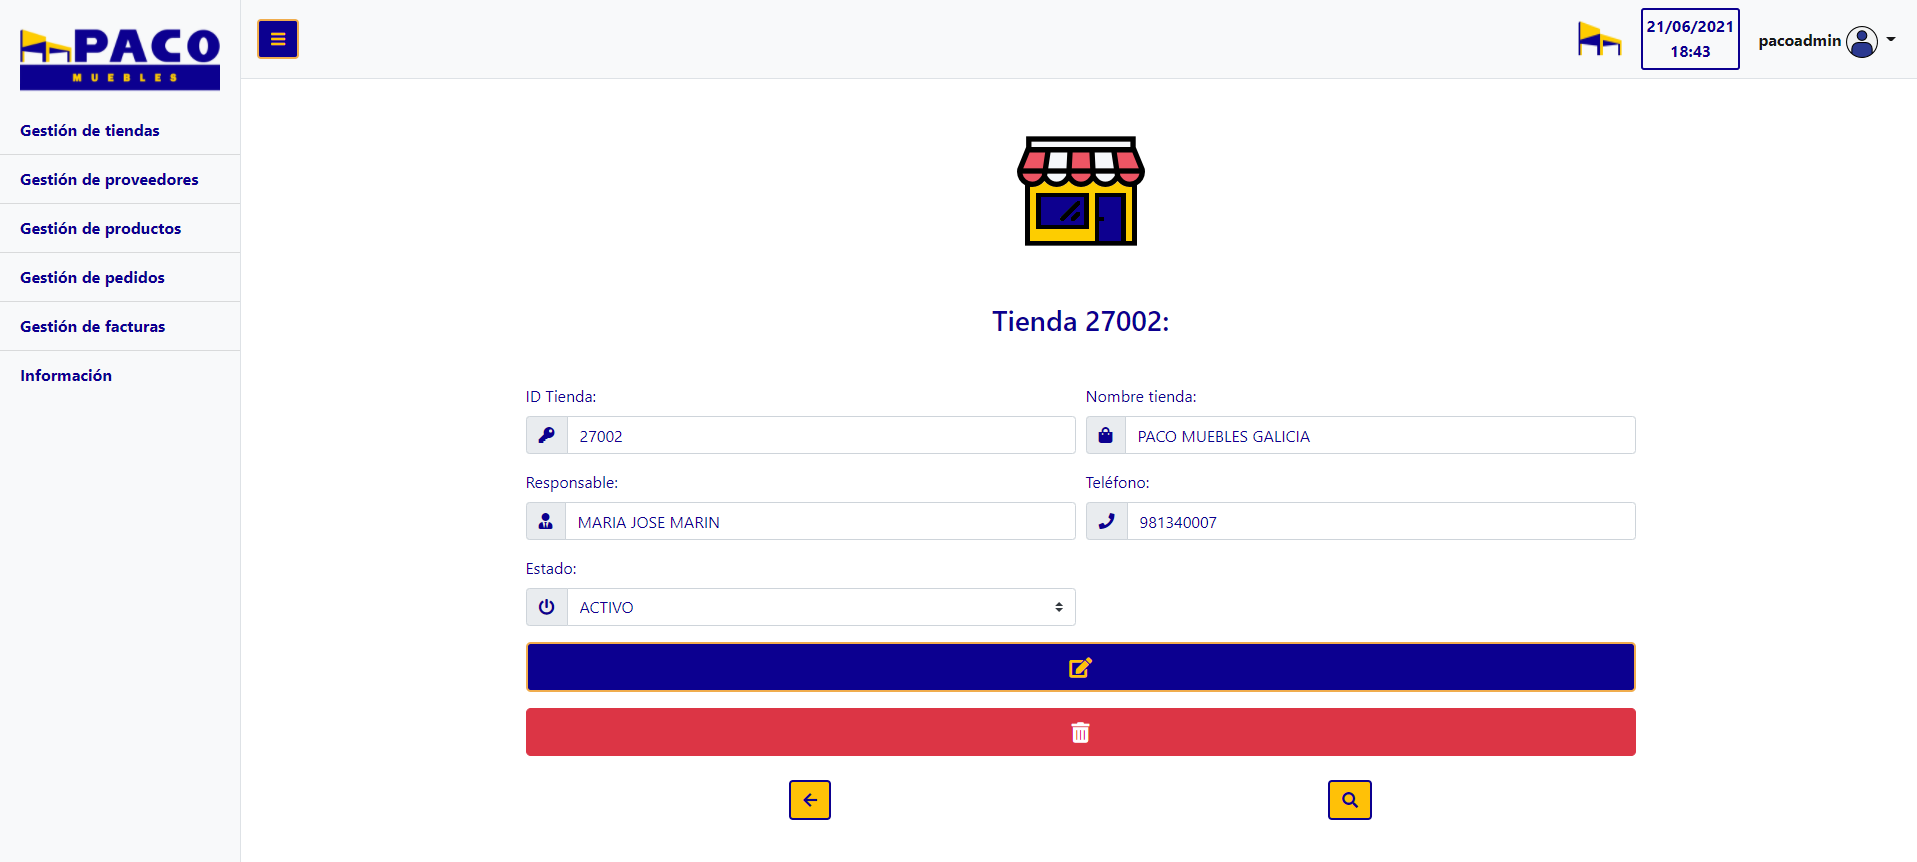 PACO
MUEBLES
Gestión de tiendas
Gestión de proveedores
Gestión de productos
Gestión de pedidos
Gestión de facturas
Información
21/06/2021
18:43
pacoadmin
Tienda 27002:
ID Tienda:
27002
Nombre tienda:
PACO MUEBLES GALICIA
Responsable:
MARIA JOSE MARIN
Teléfono:
981340007
Estado:
ACTIVO